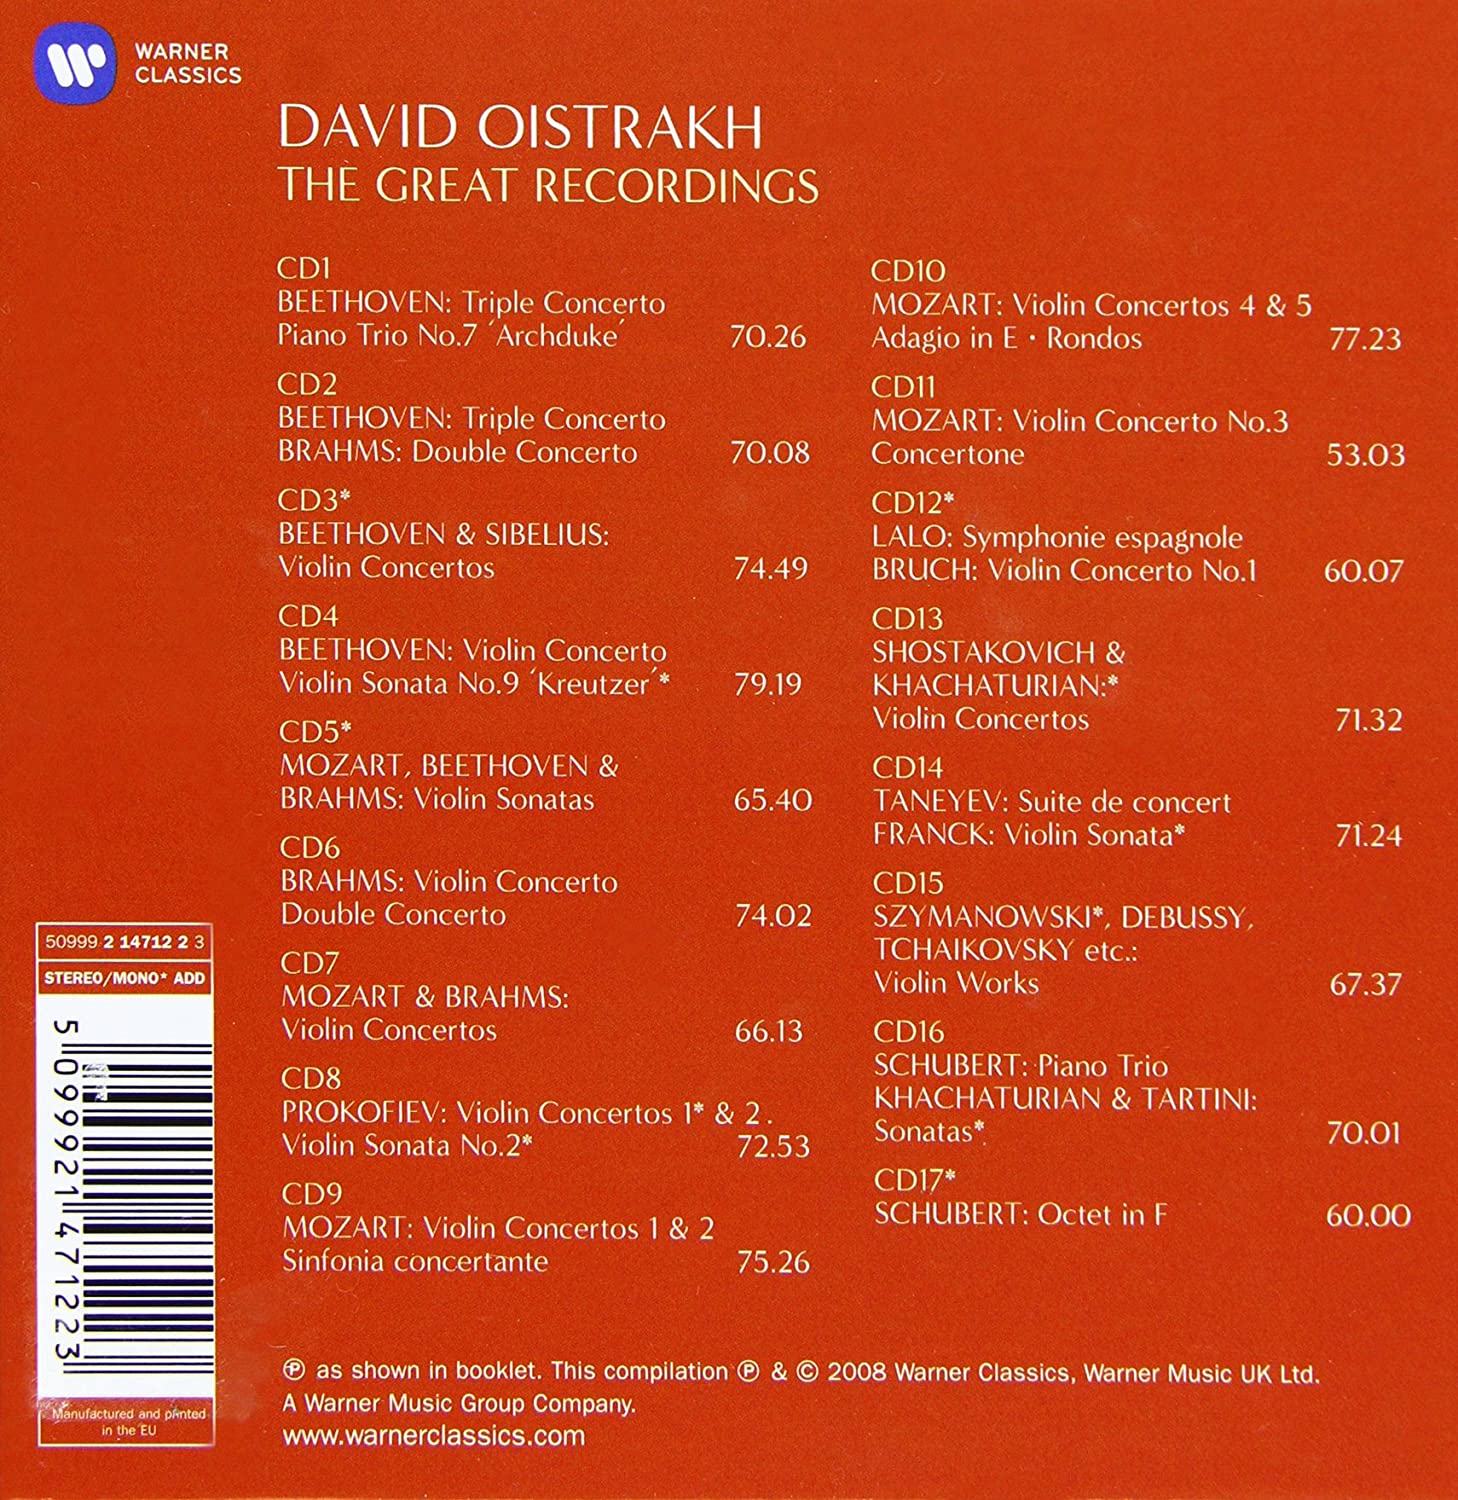 WARNER
CLASSICS
DAVID OISTRAKH
THE GREAT RECORDINGS
CD1
BEETHOVEN: Triple Concerto
Piano Trio No.7 ‘Archduke’ 70.26
CD2
BEETHOVEN: Triple Concerto
BRAHMS: Double Concerto 70.08
CD3*
BEETHOVEN & SIBELIUS:
Violin Concertos 74.49
CD4
BEETHOVEN: Violin Concerto
Violin Sonata No.9 ‘Kreutzer’* 79.19
CD5*
MOZART, BEETHOVEN &
BRAHMS: Violin Sonatas 65.40
CD6
BRAHMS: Violin Concerto
Double Concerto 74.02
CD7
MOZART & BRAHMS:
Violin Concertos 66.13
CD8
PROKOFIEV: Violin Concertos 1* & 2.
Violin Sonata No.2* 72.53
CD9
MOZART: Violin Concertos 1 & 2
Sinfonia concertante 75.26
CD10
MOZART: Violin Concertos 4 & 5
Adagio in E • Rondos 77.23
CD11
MOZART: Violin Concerto No.3
Concertone 53.03
CD12*
LALO: Symphonie espagnole
BRUCH: Violin Concerto No.1 60.07
CD13
SHOSTAKOVICH &
KHACHATURIAN:*
Violin Concertos 71.32
CD14
TANEYEV: Suite de concert
FRANCK: Violin Sonata* 71.24
CD15
SZYMANOWSKI*, DEBUSSY,
TCHAIKOVSKY etc.:
Violin Works 67.37
CD16
SCHUBERT: Piano Trio
KHACHATURIAN & TARTINI:
Sonatas* 70.01
CD17*
SCHUBERT: Octet in F 60.00
50999 2 14712 2 3
STEREO/MONO* ADD
5 099921 471223
Manufactured and printed
in the EU
℗ as shown in booklet. This compilation ℗ & © 2008 Warner Classics, Warner Music UK Ltd.
A Warner Music Group Company.
www.warnerclassics.com